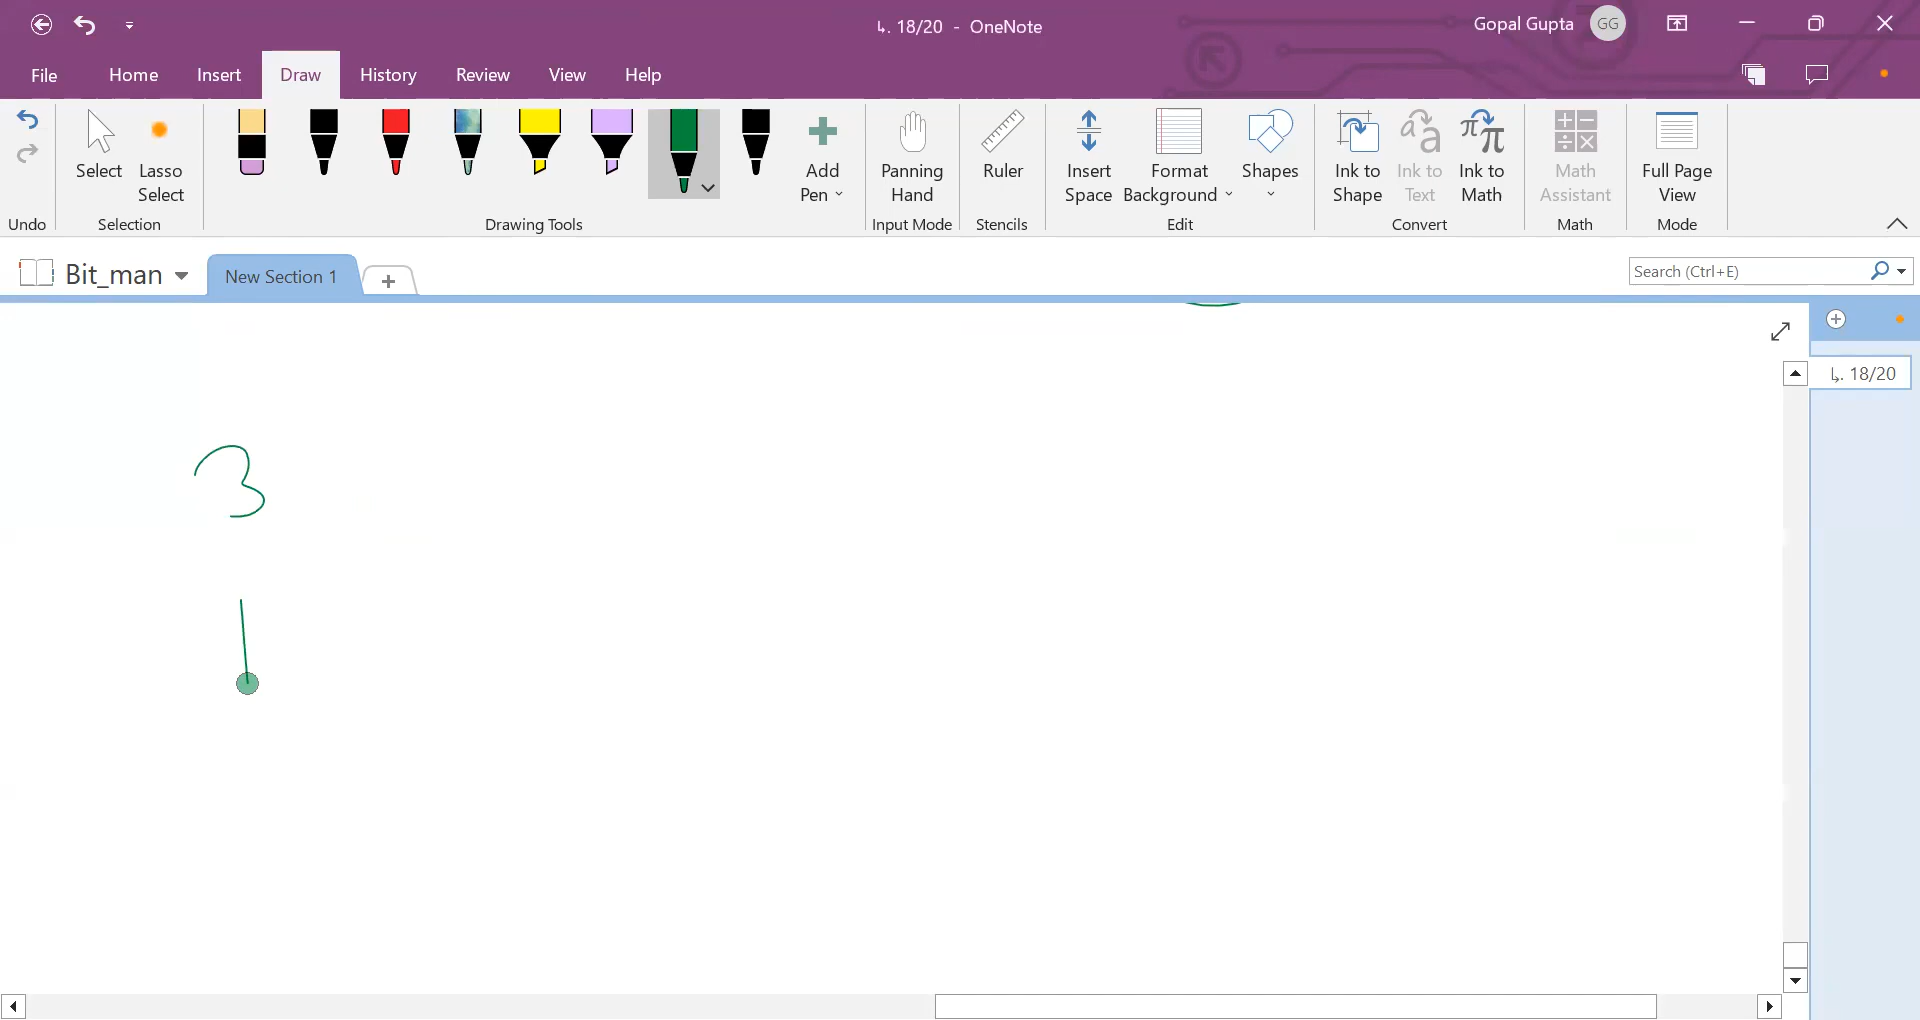 ↳. 18/20 - OneNote
Gopal Gupta
GG
File Home Insert Draw History Review View Help
Select
Lasso Select
Add Pen
Panning Hand
Ruler
Insert Space
Format Background
Shapes
Ink to Shape
Ink to Text
Ink to Math
Math Assistant
Full Page View
Undo
Selection
Drawing Tools
Input Mode
Stencils
Edit
Convert
Math
Mode
Bit_man
New Section 1
Search (Ctrl+E)
↳. 18/20
3